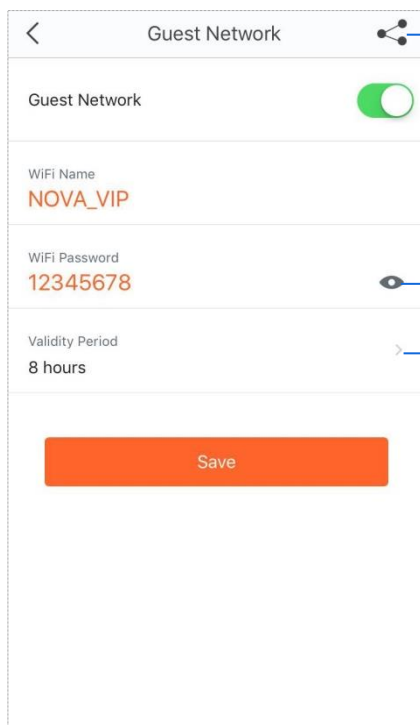 Guest Network
Guest Network
WiFi Name
NOVA_VIP
WiFi Password
12345678
Validity Period
8 hours
Save